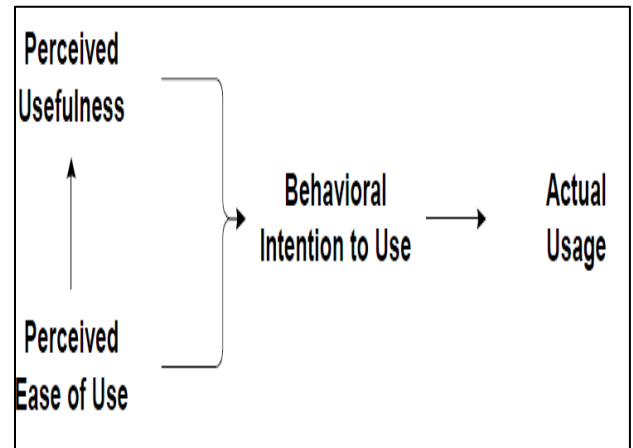 Perceived
Usefulness
Behavioral
Intention to Use
Actual
Usage
Perceived
Ease of Use